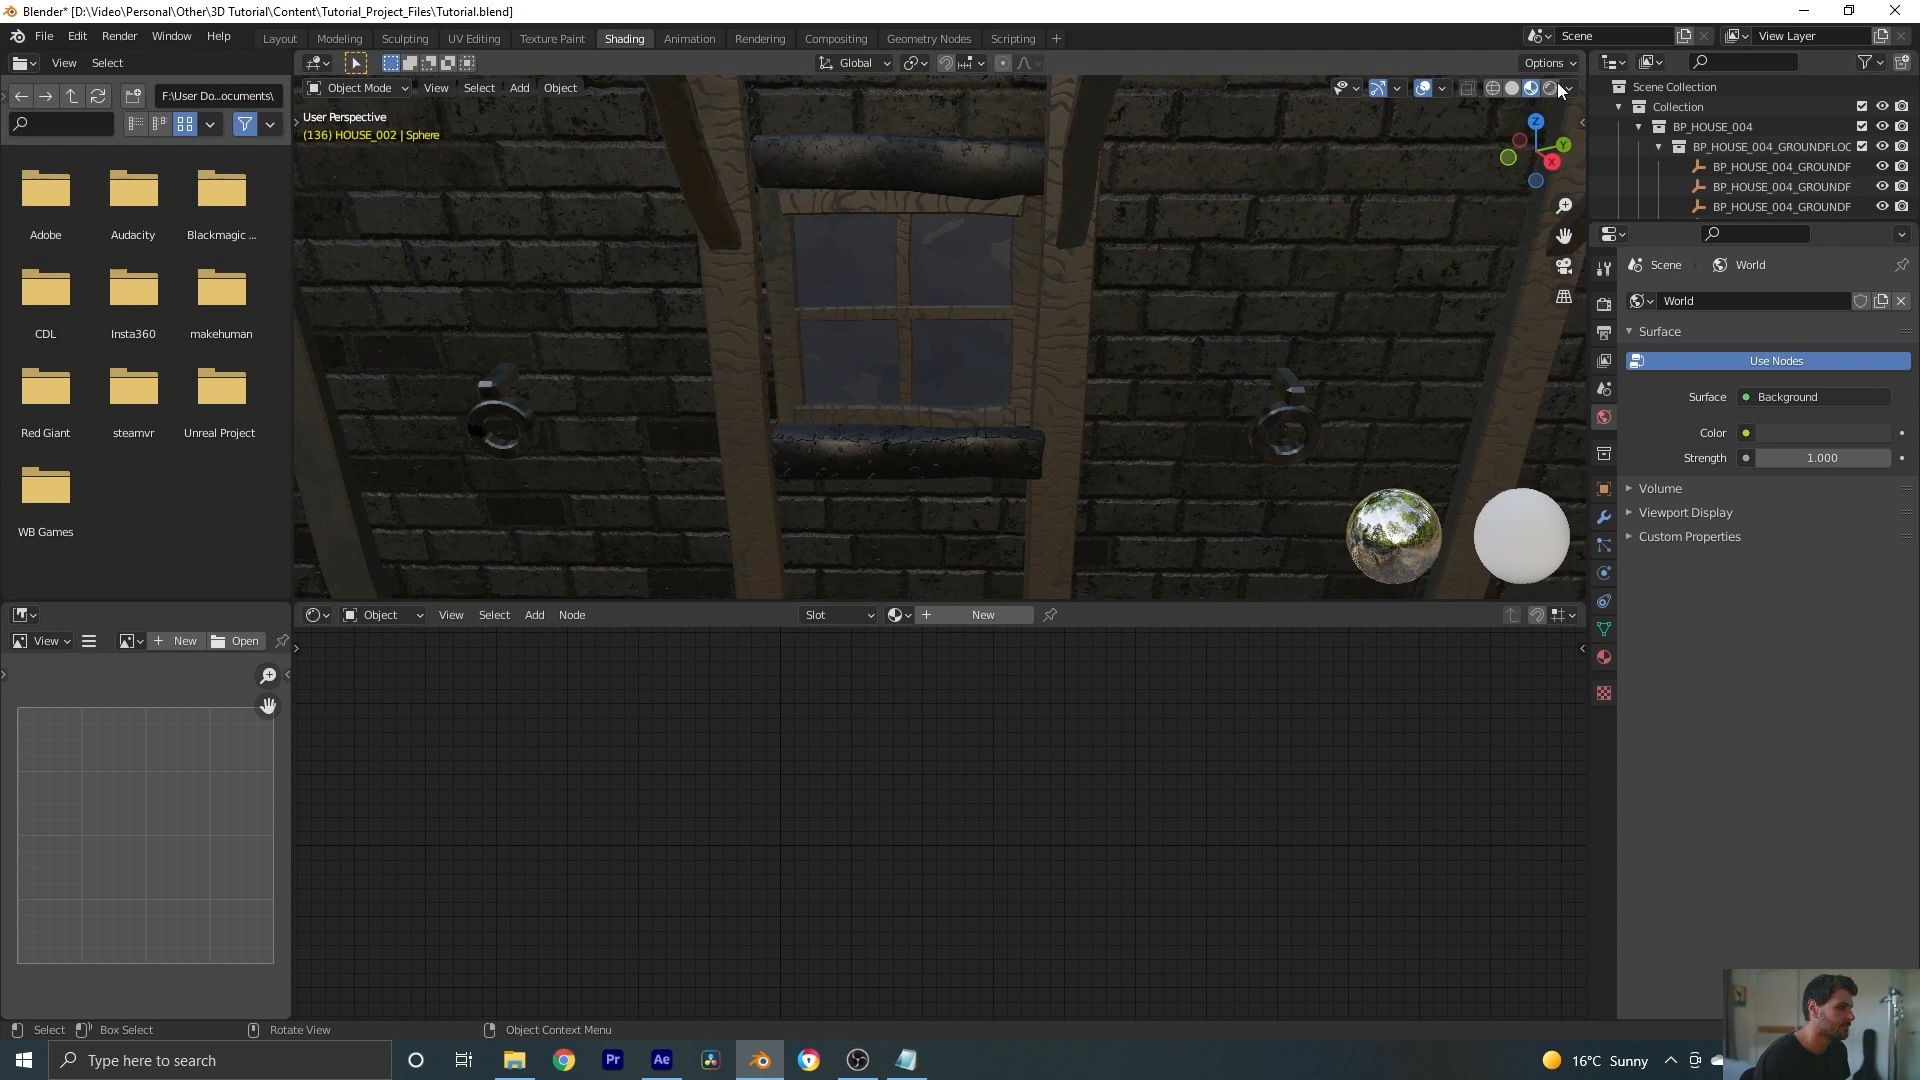 Blender* [D:\Video\Personal\Other\3D Tutorial\Content\Tutorial_Project_Files\Tutorial.blend]
File Edit Render Window Help
Layout Modeling Sculpting UV Editing Texture Paint Shading Animation Rendering Compositing Geometry Nodes Scripting +
Scene
View Layer
View Select
Global
Options
F:\User Do...ocuments\
Object Mode View Select Add Object
User Perspective
(136) HOUSE_002 | Sphere
Z
Y
X
Scene Collection
Collection
BP_HOUSE_004
BP_HOUSE_004_GROUNDFLOC
BP_HOUSE_004_GROUNDF
BP_HOUSE_004_GROUNDF
BP_HOUSE_004_GROUNDF
Adobe Audacity Blackmagic ...
CDL Insta360 makehuman
Red Giant steamvr Unreal Project
WB Games
Scene World
World
Surface
Use Nodes
Surface Background
Color
Strength 1.000
Volume
Viewport Display
Custom Properties
View New Open
Object View Select Add Node Slot New
Select Box Select Rotate View Object Context Menu
Type here to search
Pr
Ae
16°C Sunny